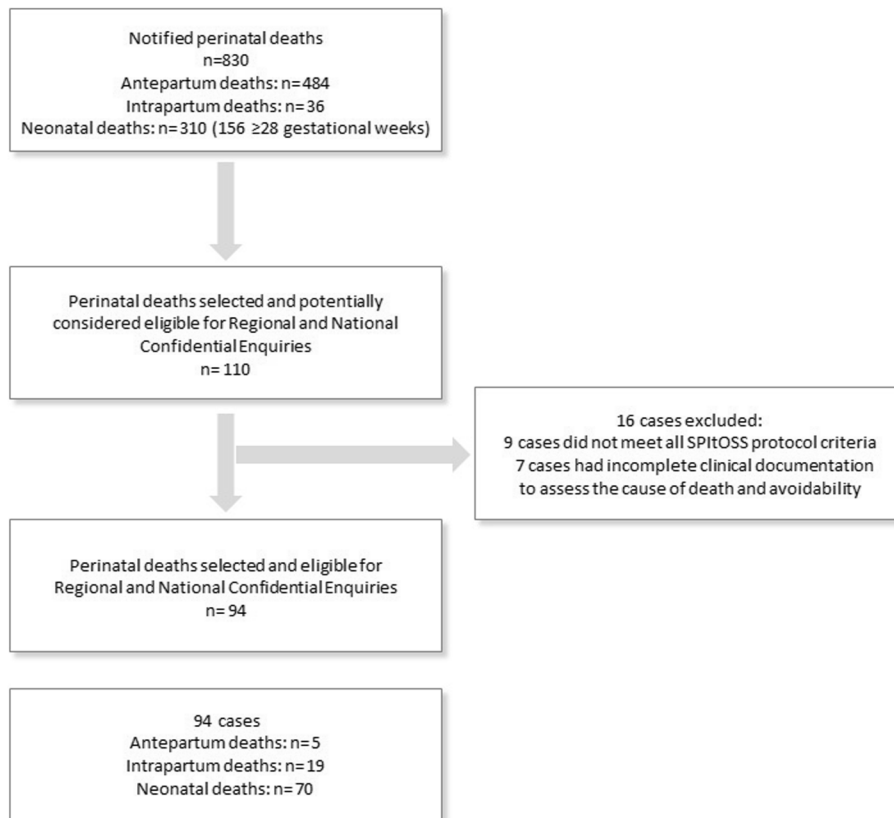 Notified perinatal deaths
n=830
Antepartum deaths: n=484
Intrapartum deaths: n=36
Neonatal deaths: n=310 (156 ≥28 gestational weeks)
Perinatal deaths selected and potentially
considered eligible for Regional and National
Confidential Enquiries
n= 110
16 cases excluded:
9 cases did not meet all SPItOSS protocol criteria
7 cases had incomplete clinical documentation
to assess the cause of death and avoidability
Perinatal deaths selected and eligible for
Regional and National Confidential Enquiries
n= 94
94 cases
Antepartum deaths: n=5
Intrapartum deaths: n=19
Neonatal deaths: n=70